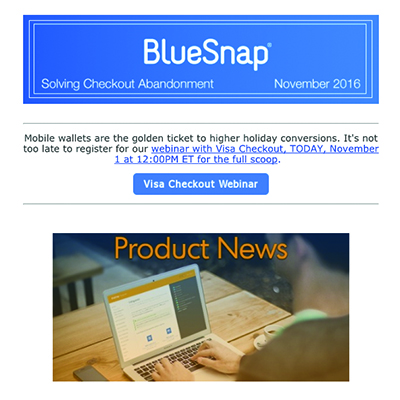 BlueSnap®
Solving Checkout Abandonment November 2016
Mobile wallets are the golden ticket to higher holiday conversions. It's not
too late to register for our webinar with Visa Checkout, TODAY, November
1 at 12:00PM ET for the full scoop.
Visa Checkout Webinar
Product News